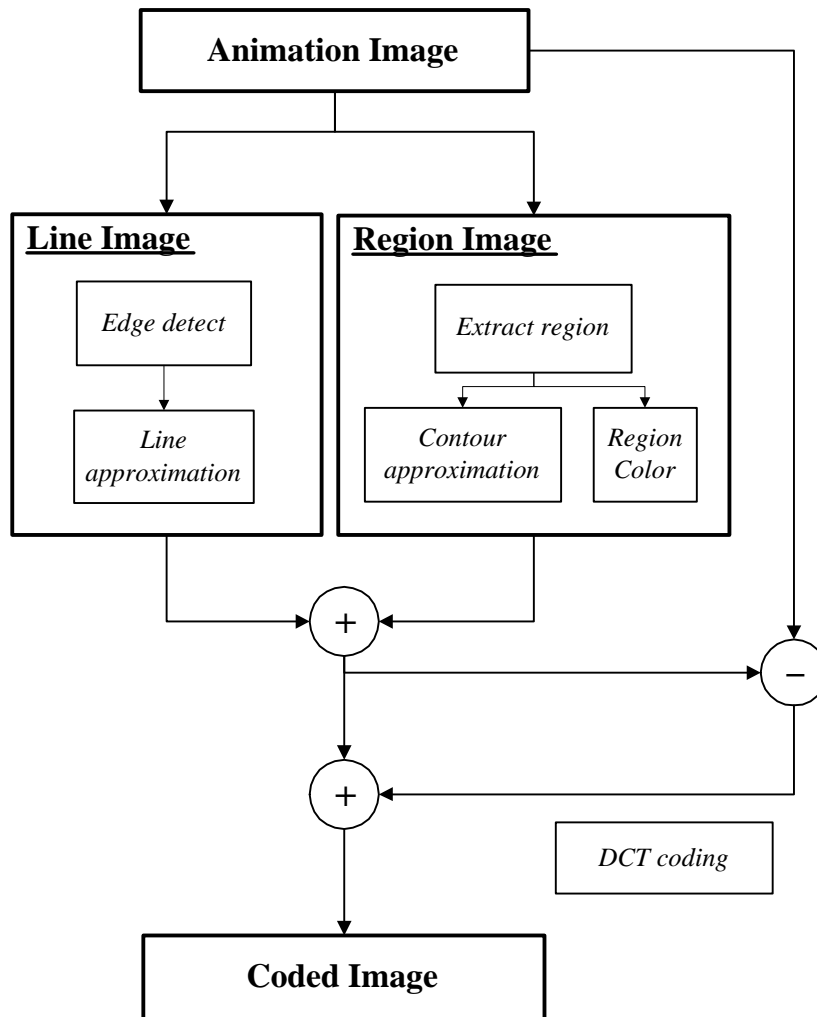 Animation Image
Line Image
Region Image
Edge detect
Extract region
Line
approximation
Contour
approximation
Region
Color
+
−
+
DCT coding
Coded Image